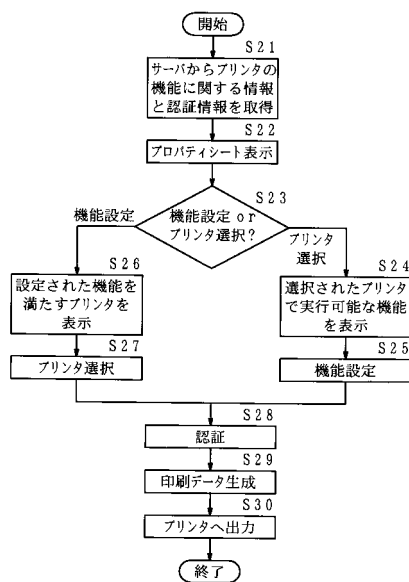 開始
S21
サーバからプリンタの
機能に関する情報
と認証情報を取得
S22
プロパティシート表示
S23
機能設定 or
プリンタ選択?
機能設定
プリンタ
選択
S26
設定された機能を
満たすプリンタを
表示
S27
プリンタ選択
S24
選択されたプリンタ
で実行可能な機能
を表示
S25
機能設定
S28
認証
S29
印刷データ生成
S30
プリンタへ出力
終了